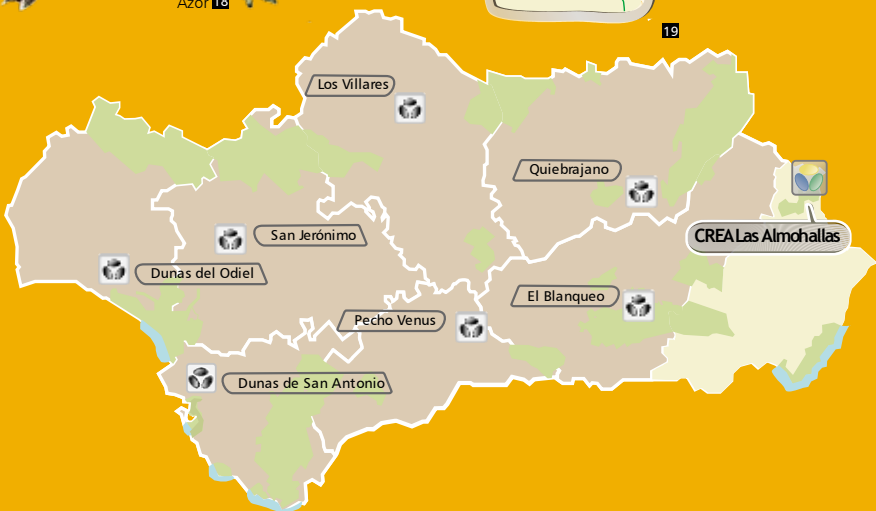 Azor 18
19
Los Villares
Quiebrajano
San Jerónimo
CREA Las Almohallas
Dunas del Odiel
El Blanqueo
Pecho Venus
Dunas de San Antonio